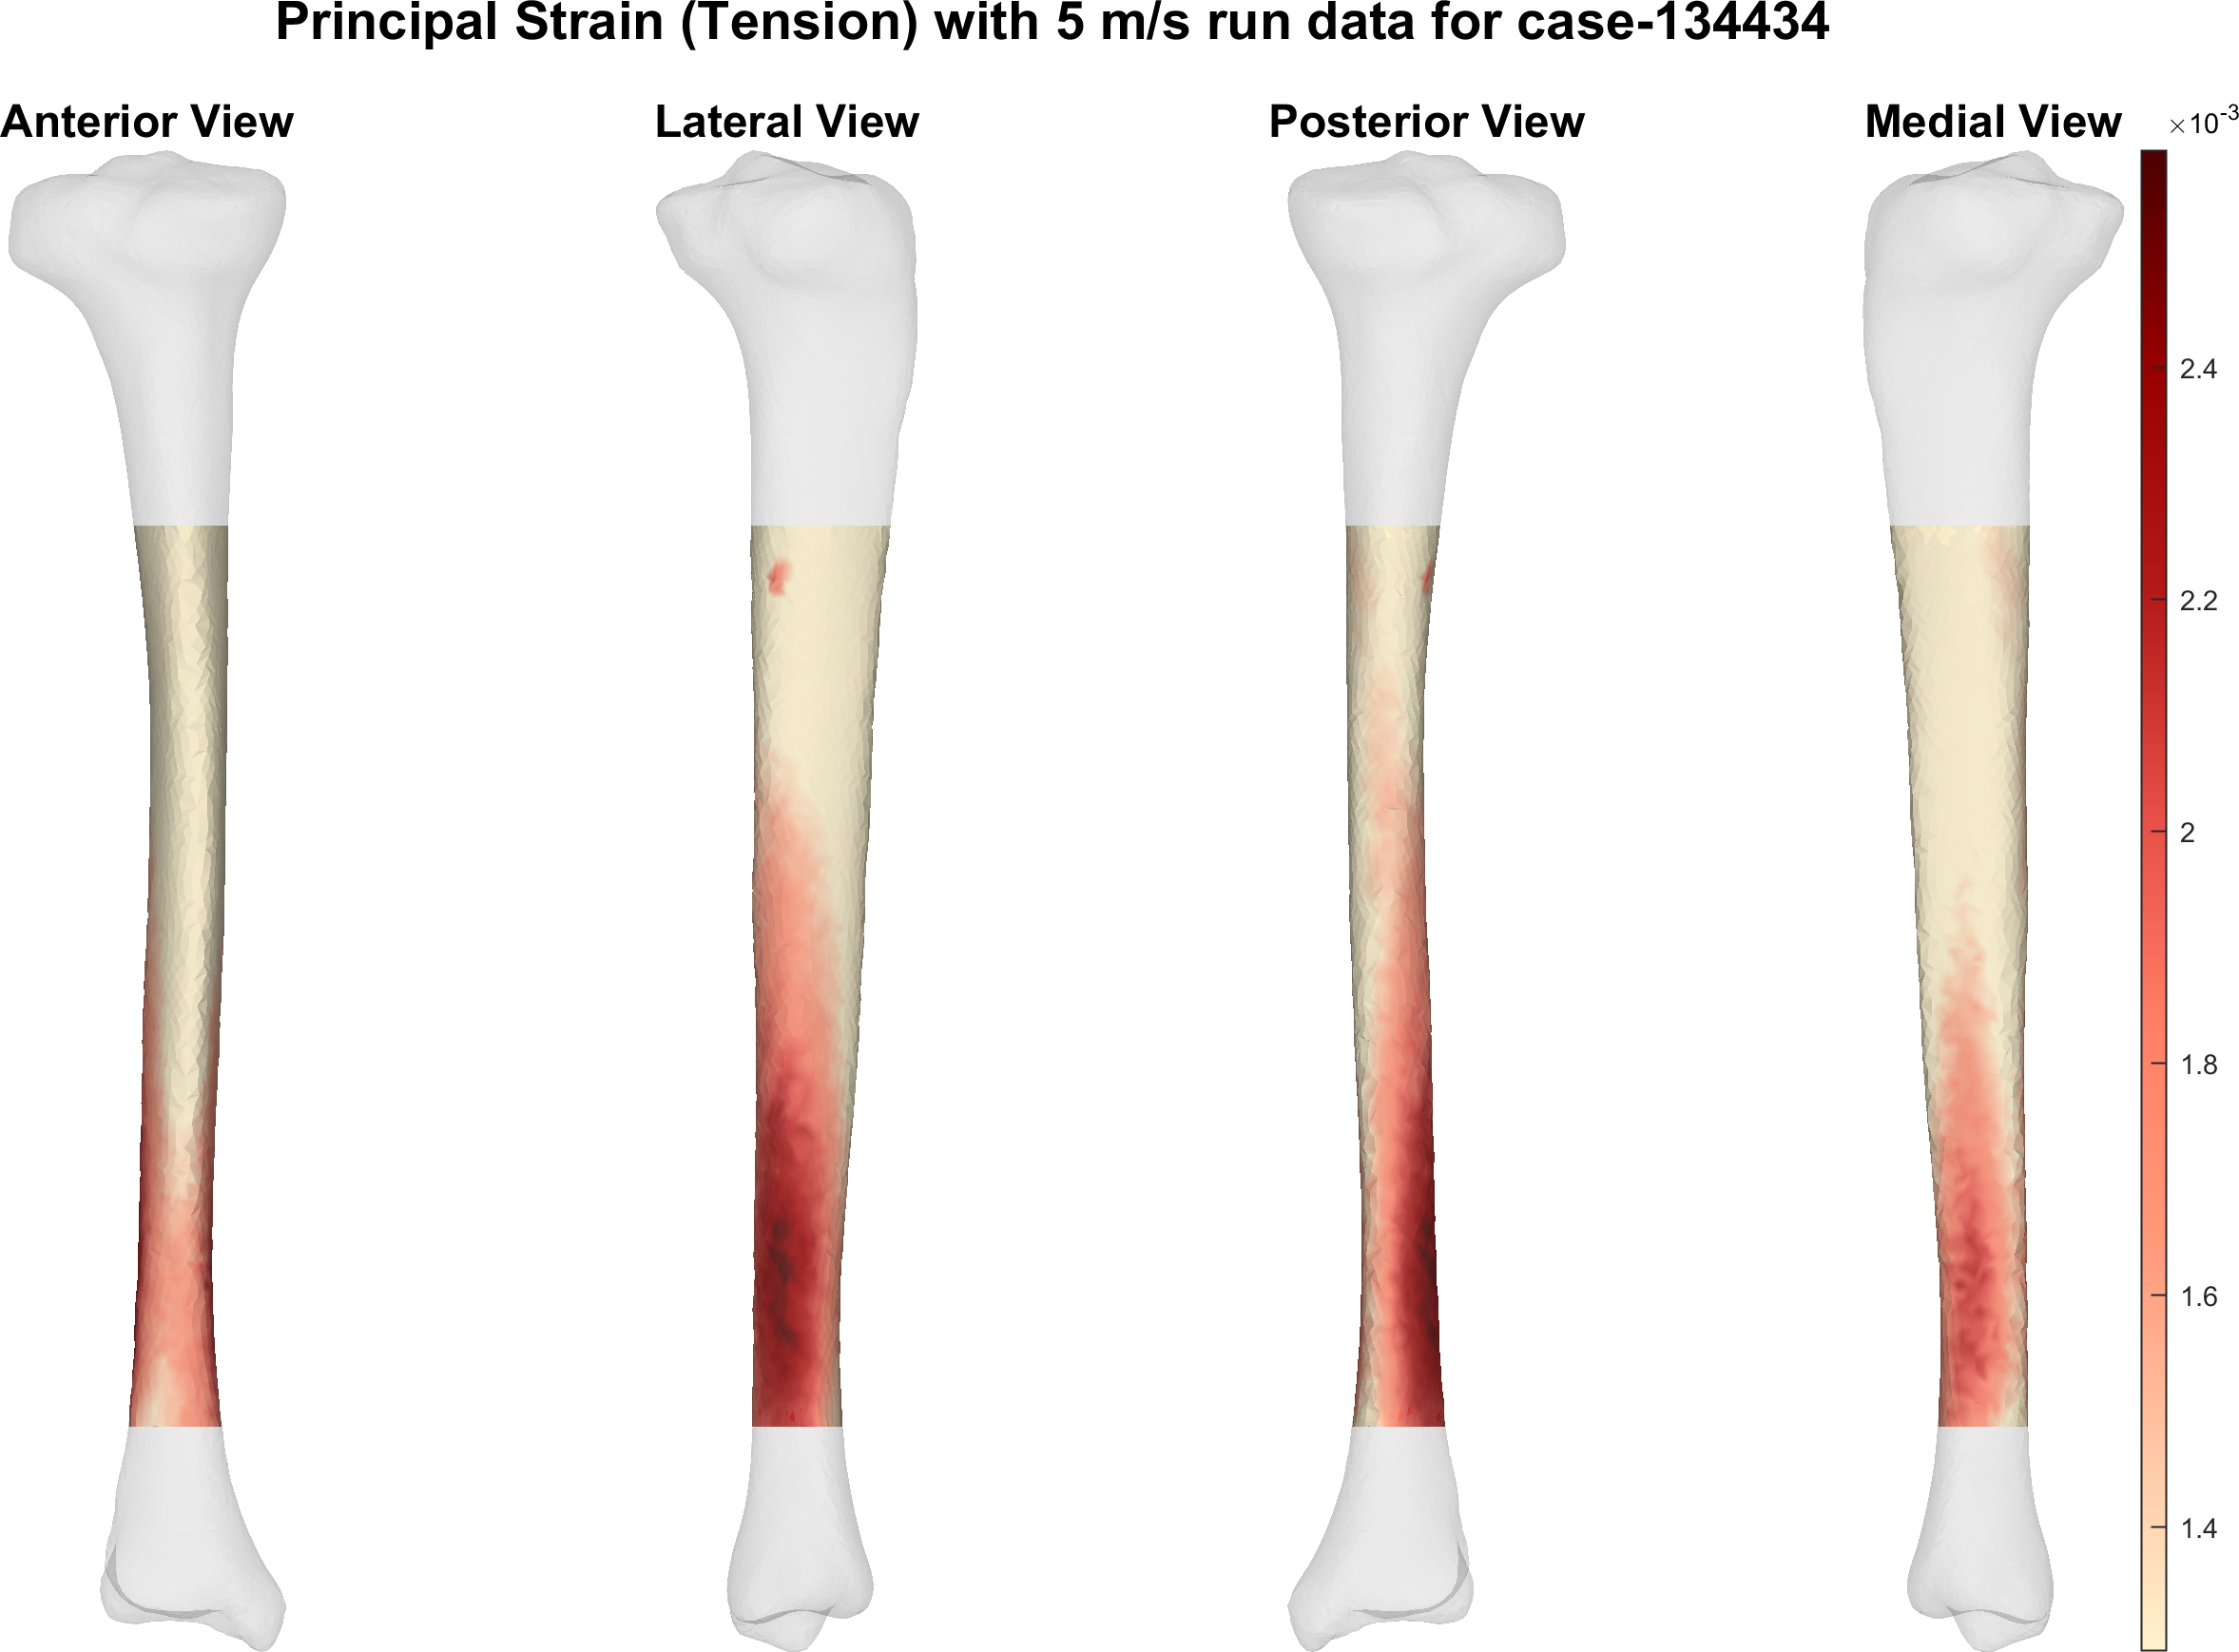 Principal Strain (Tension) with 5 m/s run data for case-134434
Anterior View
Lateral View
Posterior View
Medial View
×10-3
2.4
2.2
2
1.8
1.6
1.4